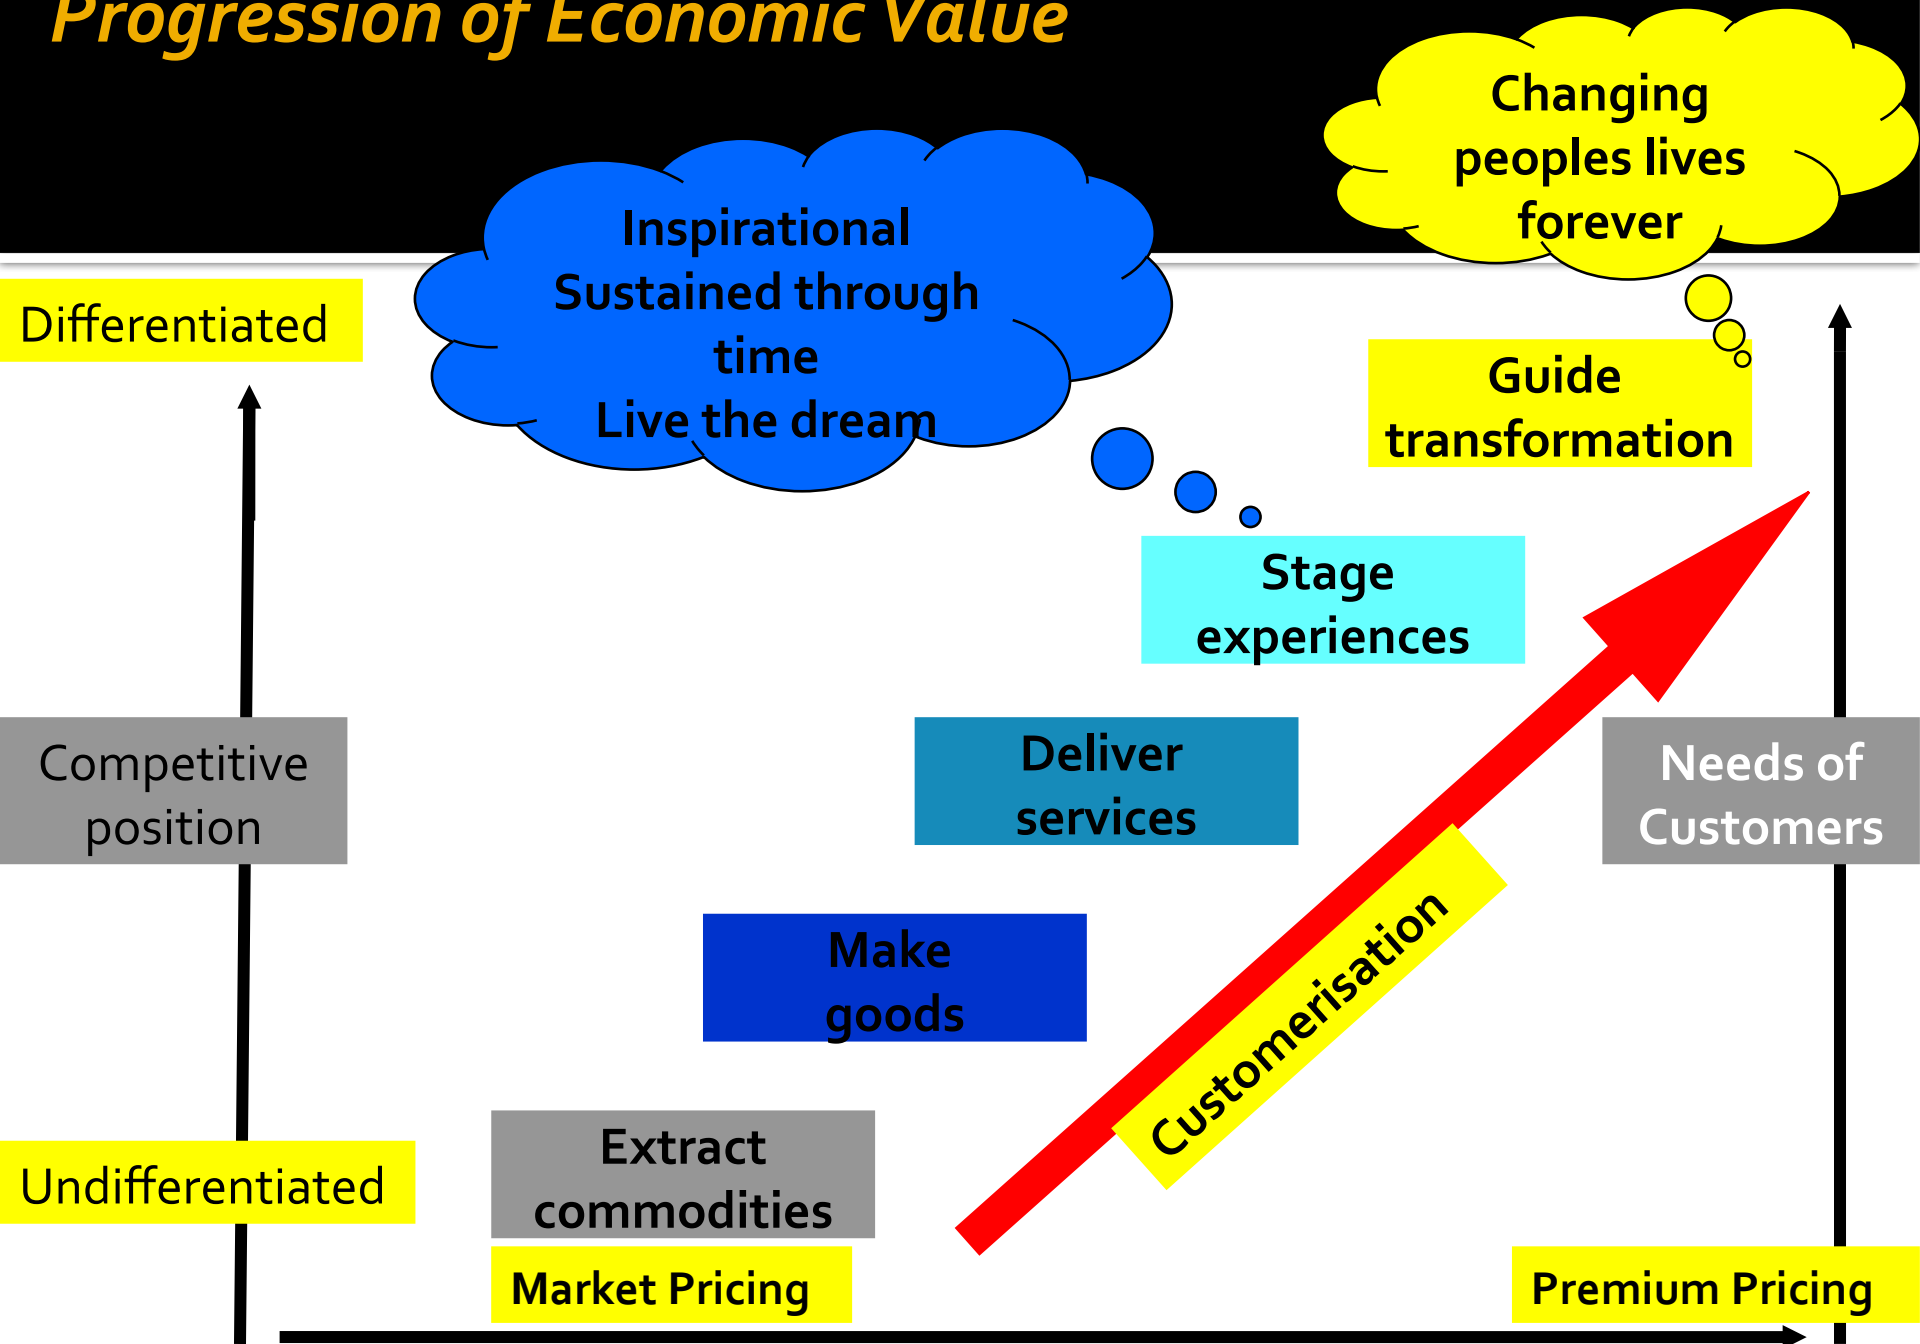 Progression of Economic Value
Changing
peoples lives
forever
Inspirational
Sustained through
time
Live the dream
Differentiated
Guide
transformation
Stage
experiences
Competitive
position
Deliver
services
Needs of
Customers
Make
goods
Customerisation
Undifferentiated
Extract
commodities
Market Pricing
Premium Pricing